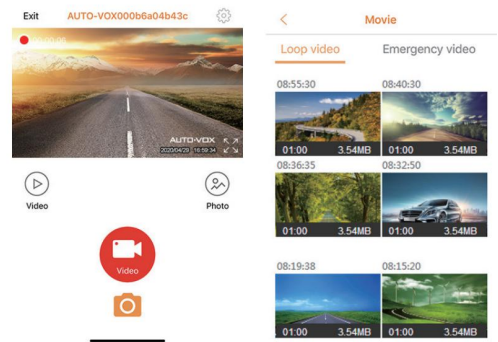 Exit AUTO-VOX000b6a04b43c
00:00:06
AUTO-VOX
2020/04/29 16:59:34
Video Photo
Video
< Movie
Loop video Emergency video
08:55:30 08:40:30
01:00 3.54MB 01:00 3.54MB
08:36:35 08:32:50
01:00 3.54MB 01:00 3.54MB
08:19:38 08:15:20
01:00 3.54MB 01:00 3.54MB